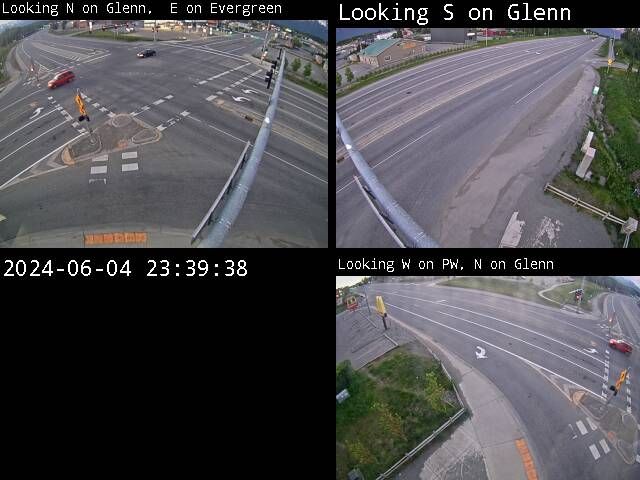 Looking N on Glenn,  E on Evergreen
Looking S on Glenn
2024-06-04 23:39:38
Looking W on PW, N on Glenn